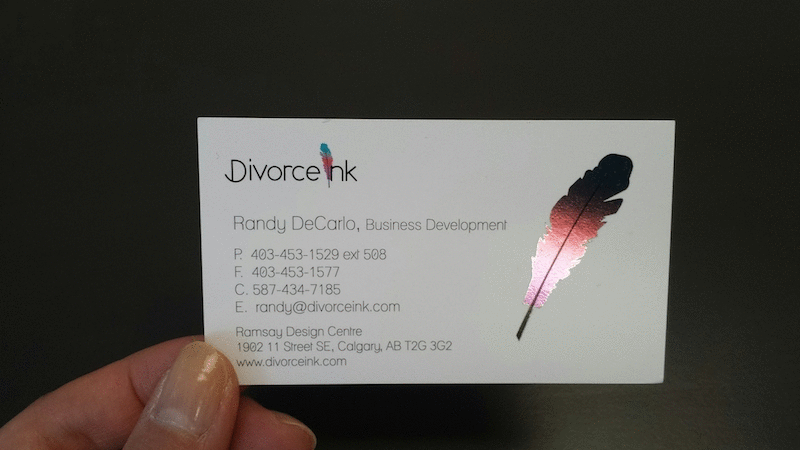 Divorce Ink
Randy DeCarlo, Business Development
P. 403-453-1529 ext 508
F. 403-453-1577
C. 587-434-7185
E. randy@divorceink.com
Ramsay Design Centre
1902 11 Street SE, Calgary, AB T2G 3G2
www.divorceink.com